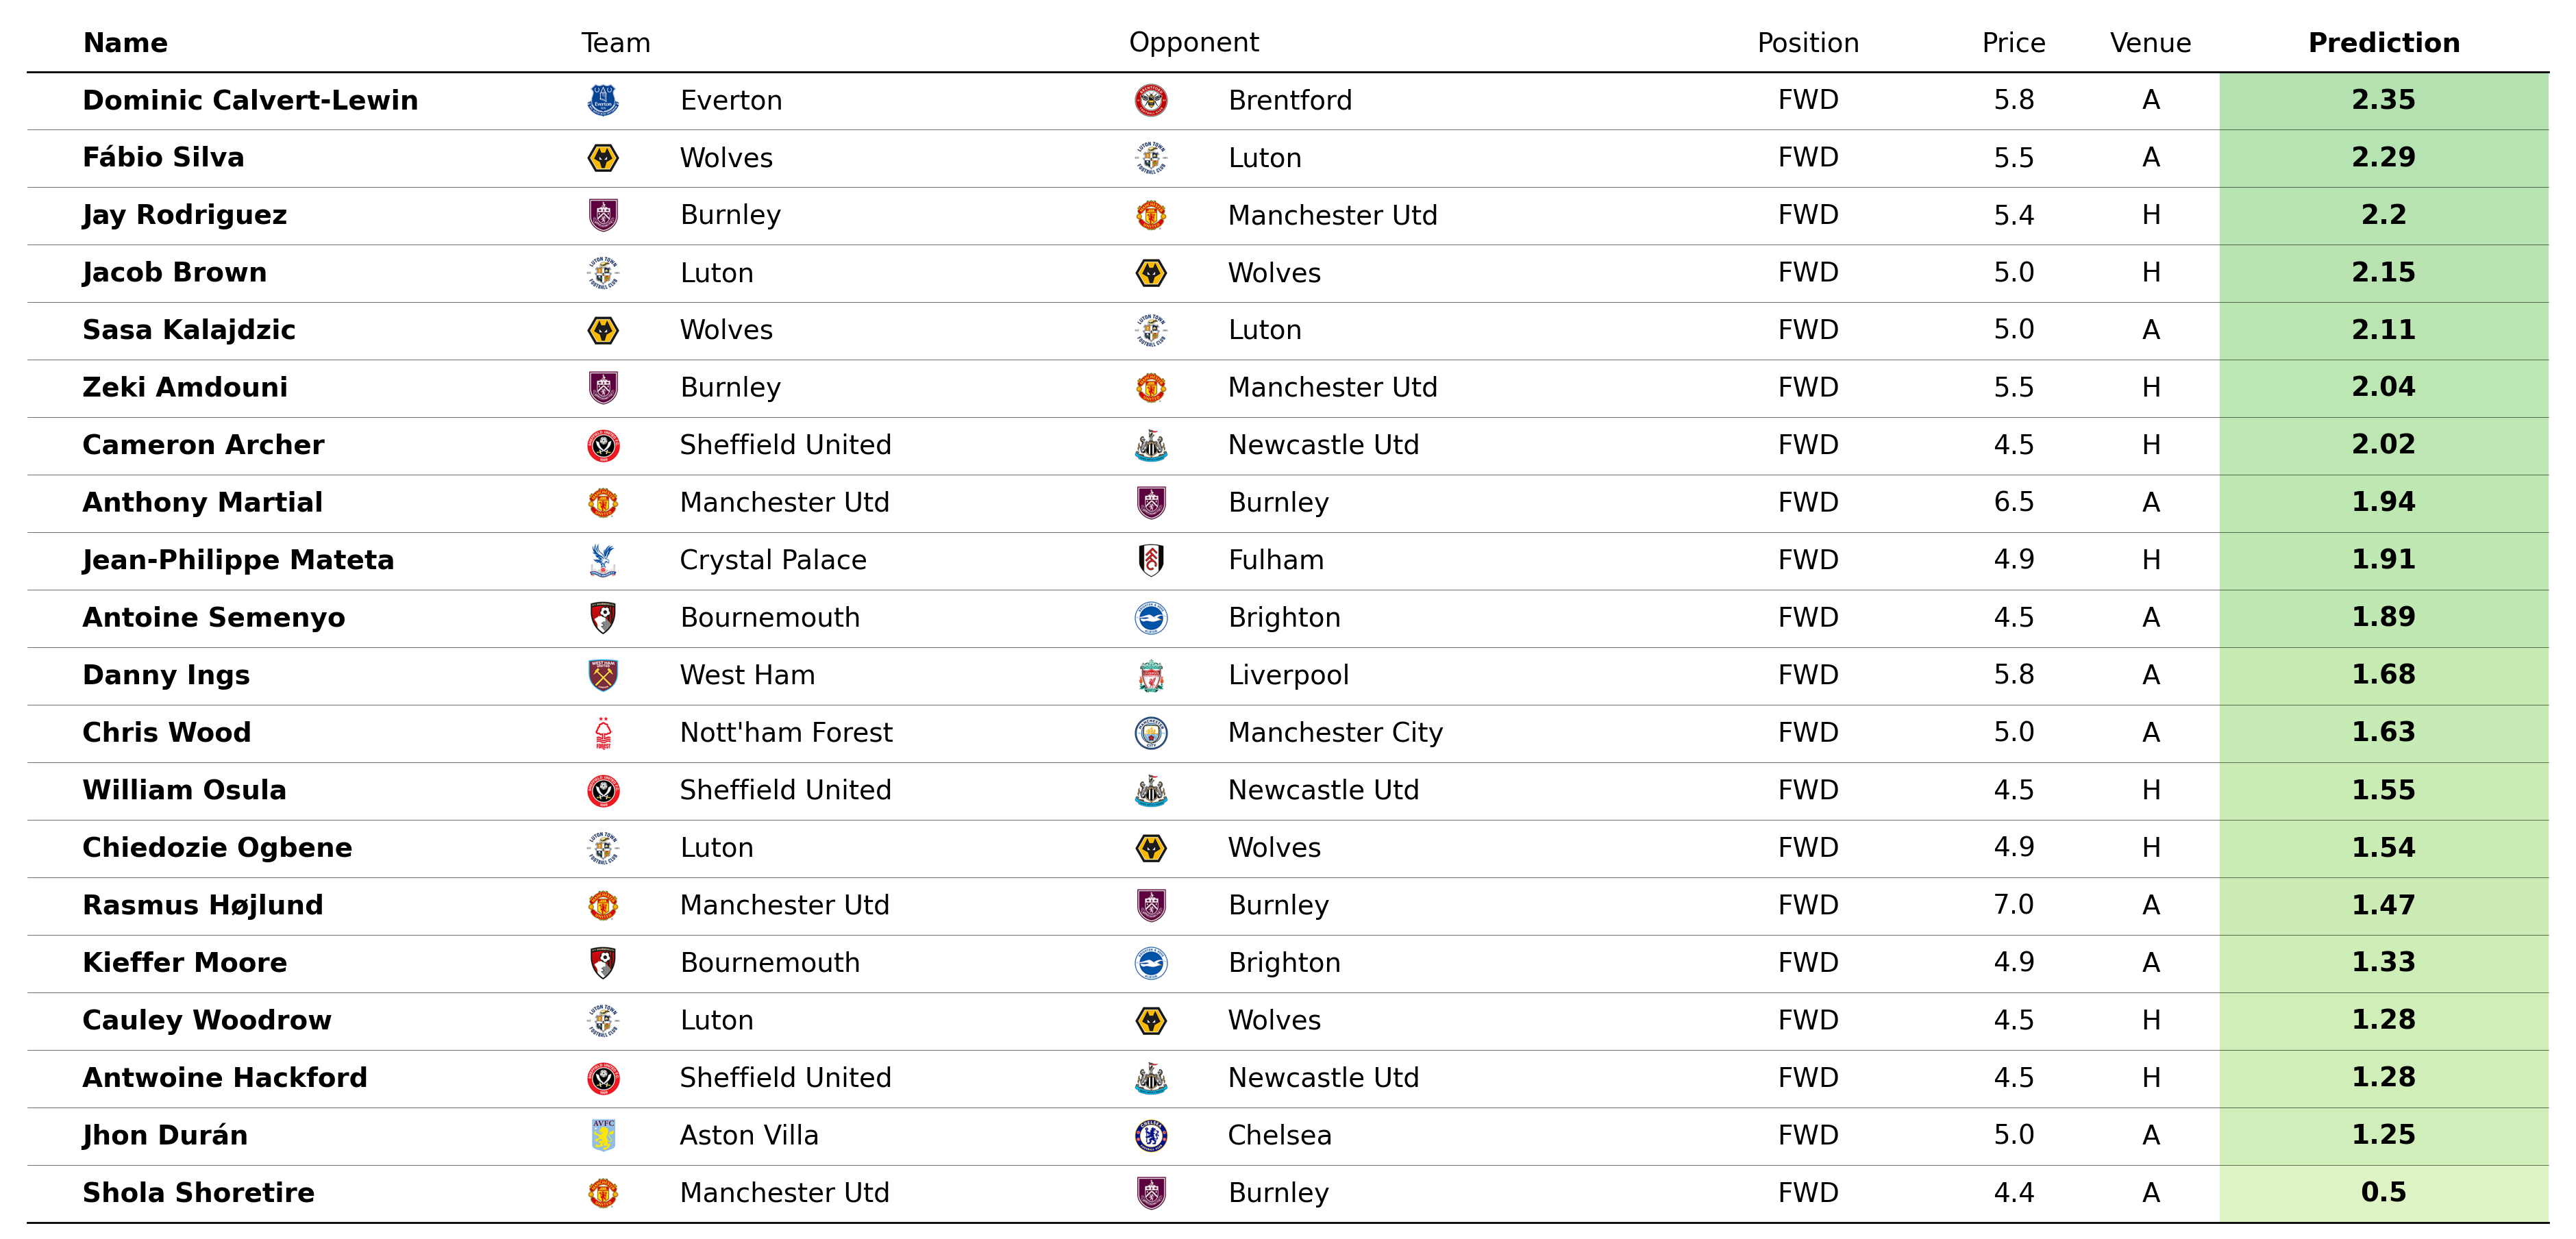 Name Team Opponent Position Price Venue Prediction
Dominic Calvert-Lewin Everton Brentford FWD 5.8 A 2.35
Fábio Silva Wolves Luton FWD 5.5 A 2.29
Jay Rodriguez Burnley Manchester Utd FWD 5.4 H 2.2
Jacob Brown Luton Wolves FWD 5.0 H 2.15
Sasa Kalajdzic Wolves Luton FWD 5.0 A 2.11
Zeki Amdouni Burnley Manchester Utd FWD 5.5 H 2.04
Cameron Archer Sheffield United Newcastle Utd FWD 4.5 H 2.02
Anthony Martial Manchester Utd Burnley FWD 6.5 A 1.94
Jean-Philippe Mateta Crystal Palace Fulham FWD 4.9 H 1.91
Antoine Semenyo Bournemouth Brighton FWD 4.5 A 1.89
Danny Ings West Ham Liverpool FWD 5.8 A 1.68
Chris Wood Nott'ham Forest Manchester City FWD 5.0 A 1.63
William Osula Sheffield United Newcastle Utd FWD 4.5 H 1.55
Chiedozie Ogbene Luton Wolves FWD 4.9 H 1.54
Rasmus Højlund Manchester Utd Burnley FWD 7.0 A 1.47
Kieffer Moore Bournemouth Brighton FWD 4.9 A 1.33
Cauley Woodrow Luton Wolves FWD 4.5 H 1.28
Antwoine Hackford Sheffield United Newcastle Utd FWD 4.5 H 1.28
Jhon Durán Aston Villa Chelsea FWD 5.0 A 1.25
Shola Shoretire Manchester Utd Burnley FWD 4.4 A 0.5